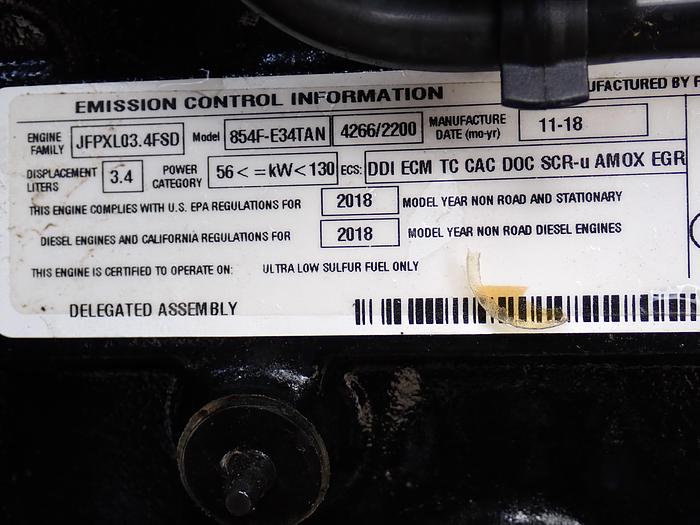 EMISSION CONTROL INFORMATION
UFACTURED BY
ENGINE FAMILY JFPXL03.4FSD Model 854F-E34TAN 4266/2200 MANUFACTURE DATE (mo-yr) 11-18
DISPLACEMENT LITERS 3.4 POWER CATEGORY 56<=kW<130 ECS: DDI ECM TC CAC DOC SCR-u AMOX EGR
THIS ENGINE COMPLIES WITH U.S. EPA REGULATIONS FOR 2018 MODEL YEAR NON ROAD AND STATIONARY
DIESEL ENGINES AND CALIFORNIA REGULATIONS FOR 2018 MODEL YEAR NON ROAD DIESEL ENGINES
THIS ENGINE IS CERTIFIED TO OPERATE ON: ULTRA LOW SULFUR FUEL ONLY
DELEGATED ASSEMBLY